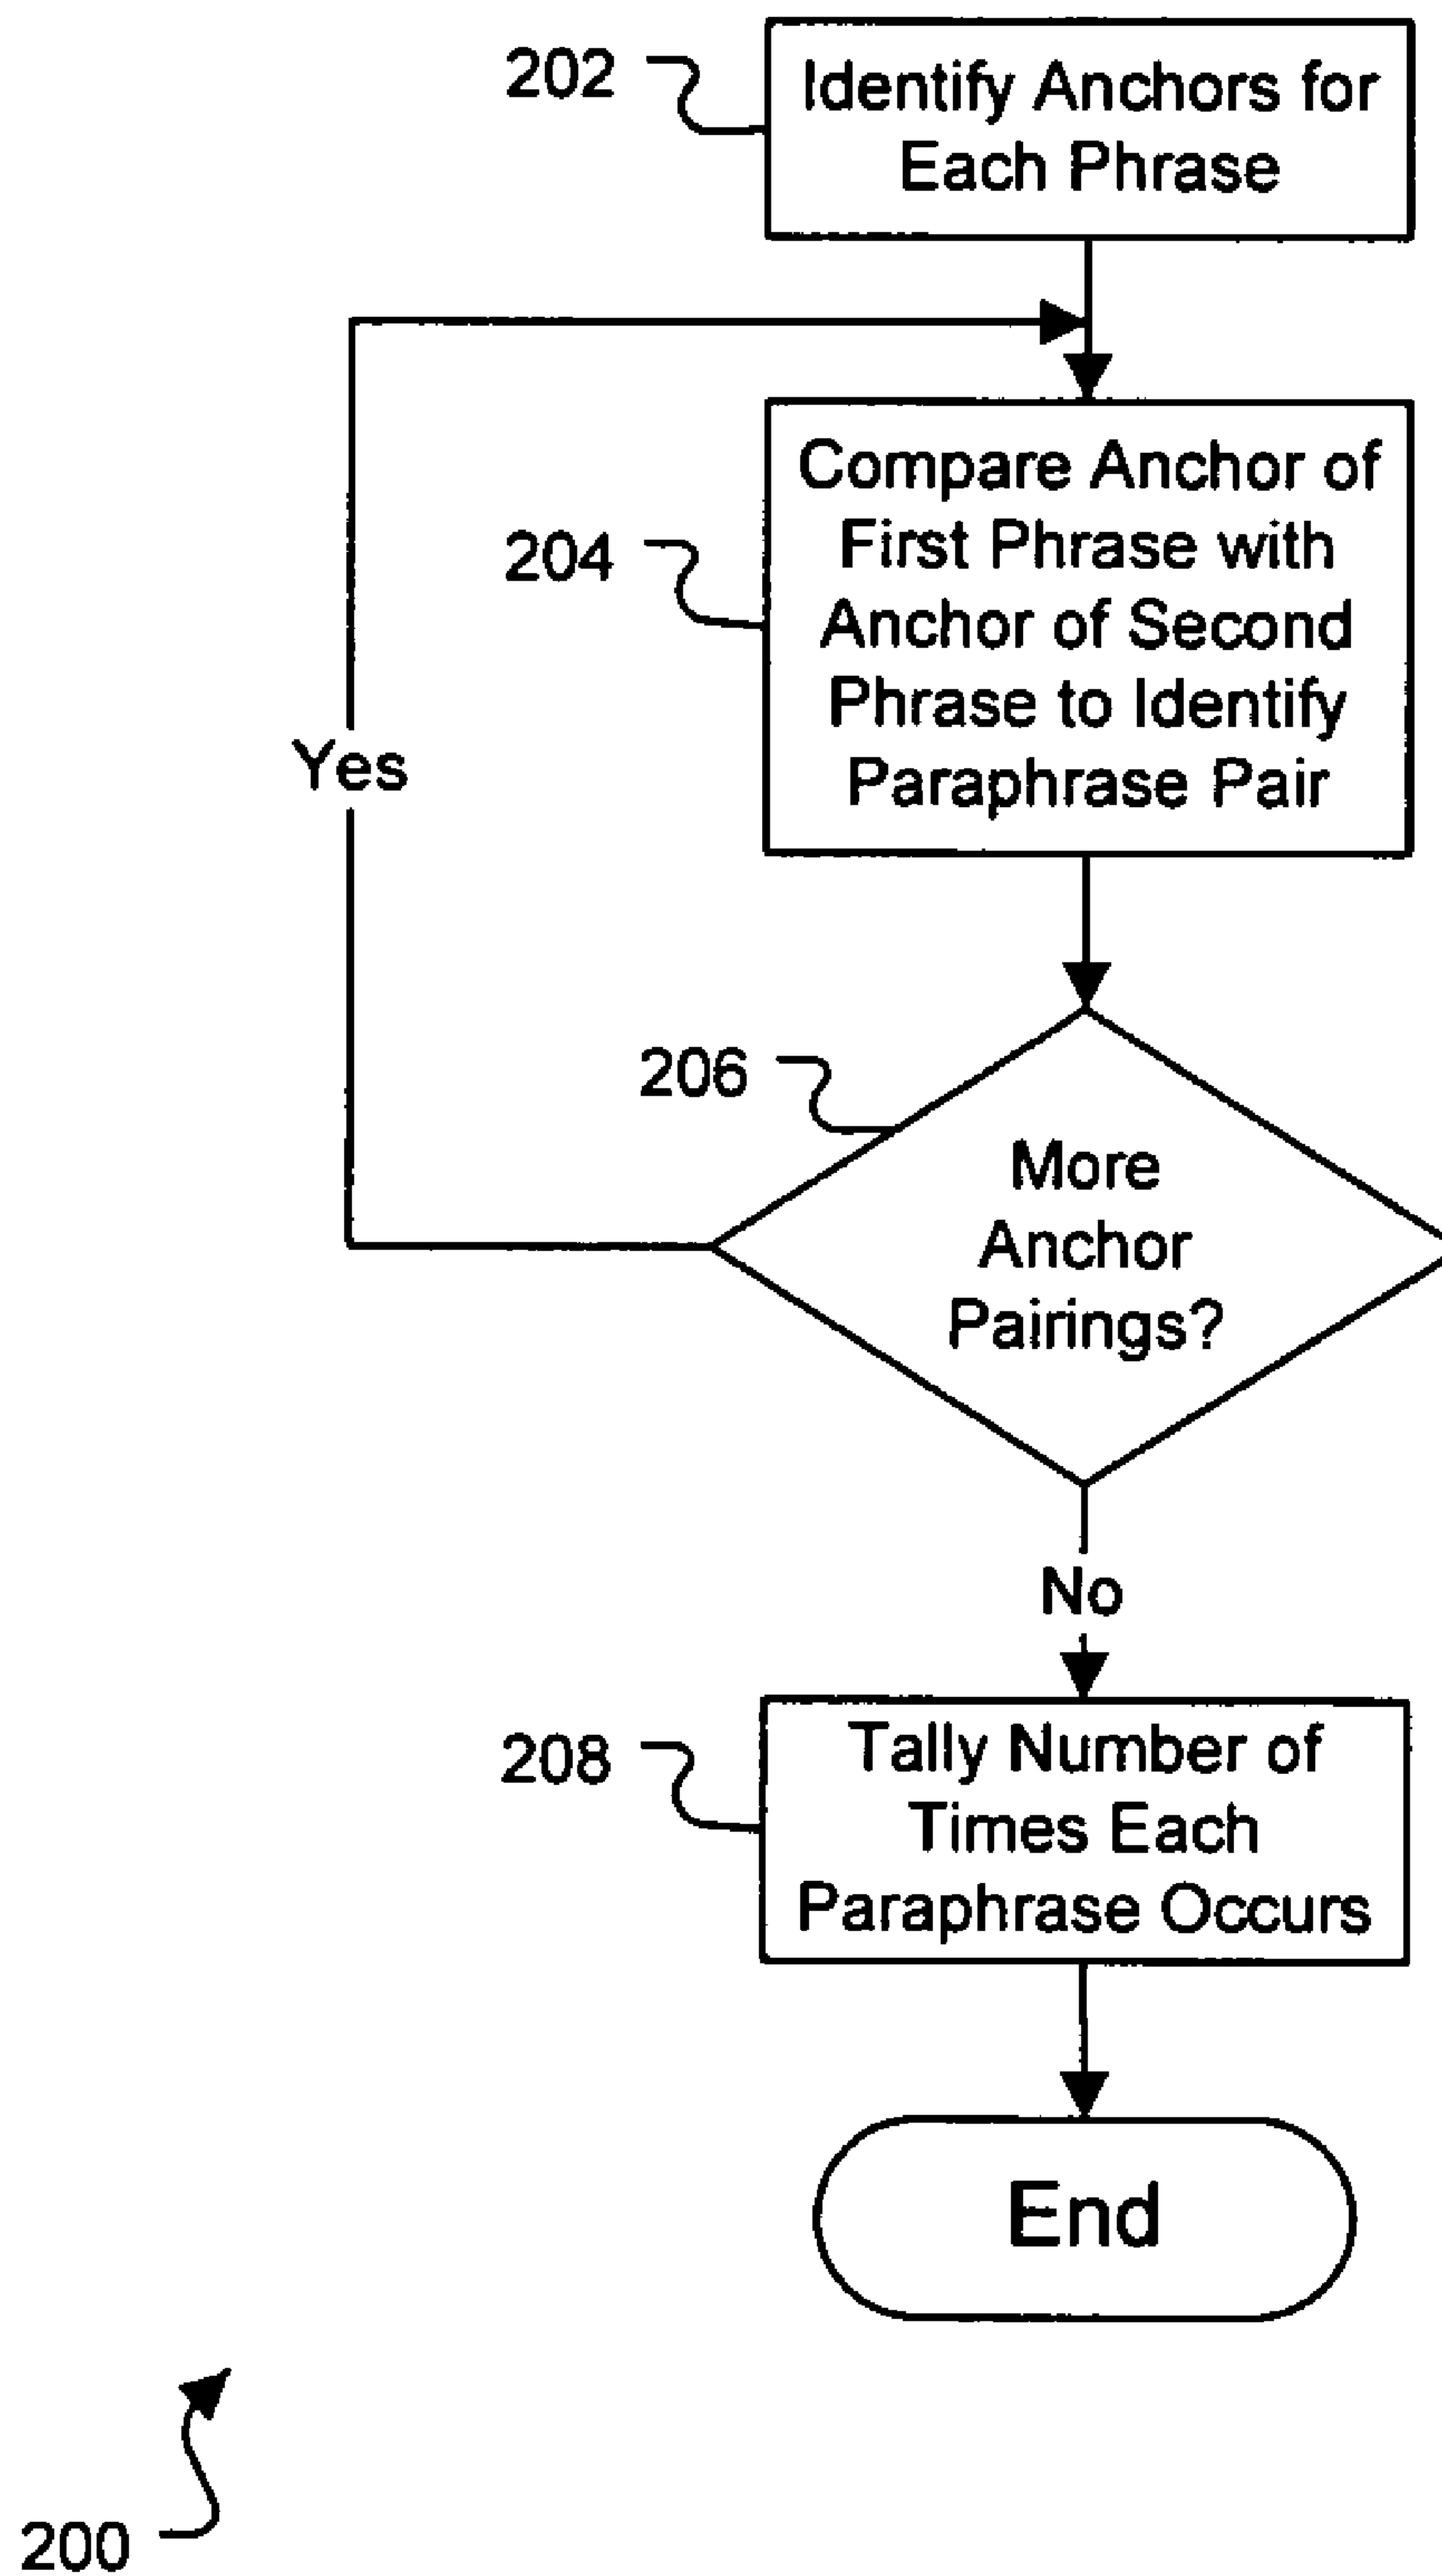 202
Identify Anchors for
Each Phrase
204
Compare Anchor of
First Phrase with
Anchor of Second
Phrase to Identify
Paraphrase Pair
Yes
206
More
Anchor
Pairings?
No
208
Tally Number of
Times Each
Paraphrase Occurs
End
200